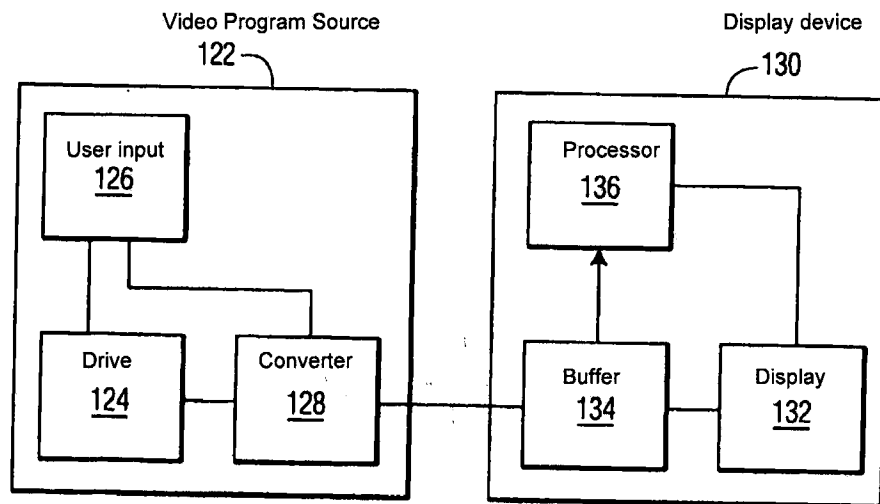 Video Program Source
122
Display device
130
User input
126
Processor
136
Drive
124
Converter
128
Buffer
134
Display
132